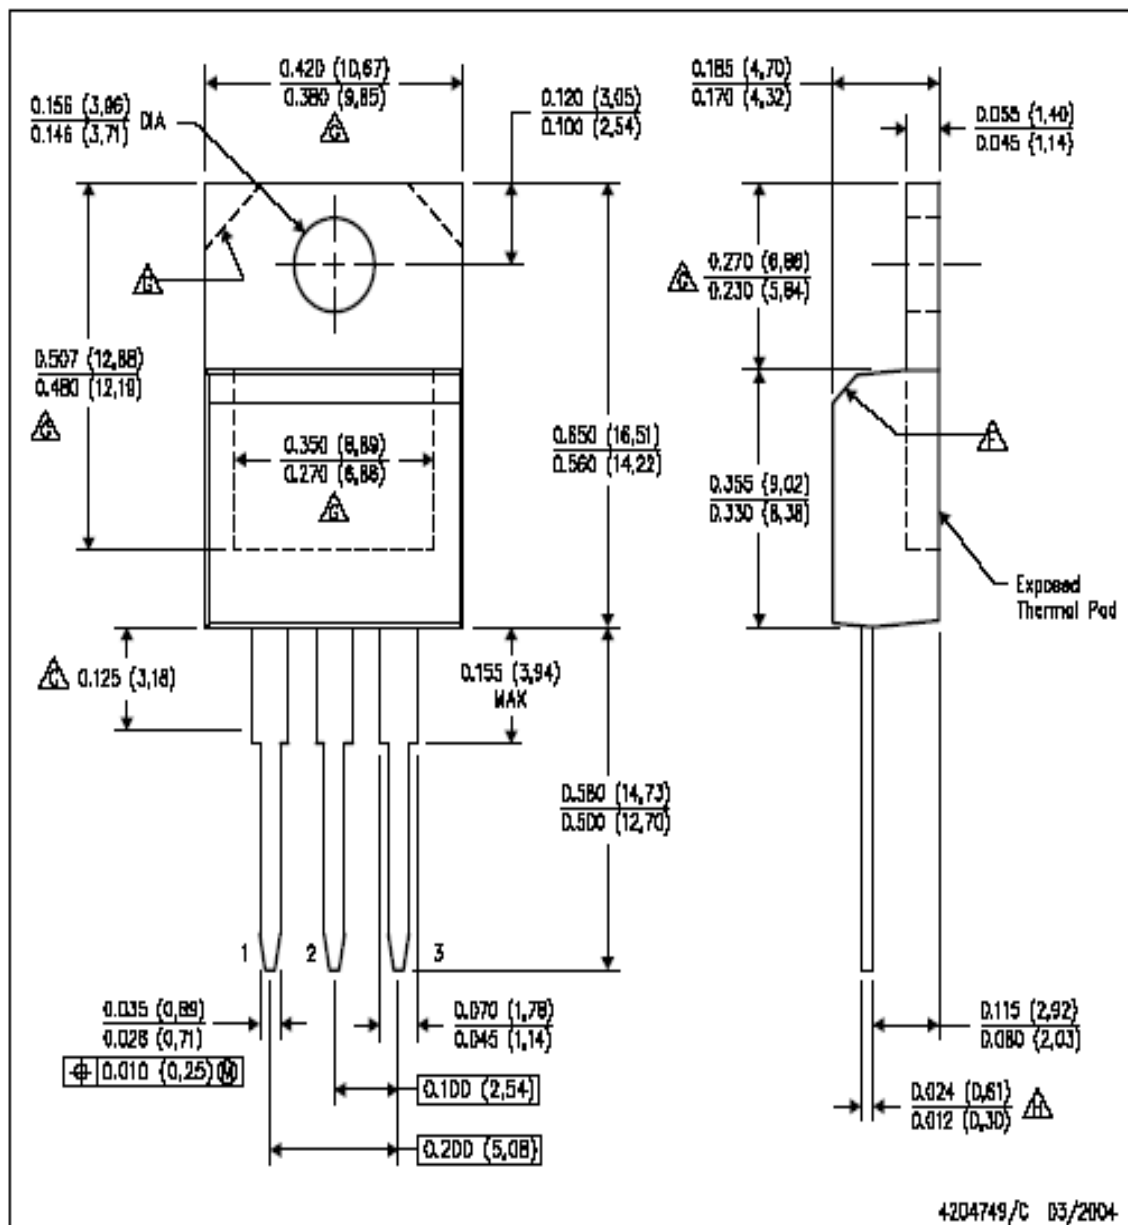 0.420 (10,67)
0.380 (9,65)
C
0.156 (3,96)
0.146 (3,71)
DIA
0.120 (3,05)
0.100 (2,54)
0.185 (4,70)
0.170 (4,32)
0.055 (1,40)
0.045 (1,14)
G
C
0.270 (6,86)
0.230 (5,84)
0.507 (12,88)
0.480 (12,19)
C
0.350 (8,89)
0.270 (6,86)
G
0.650 (16,51)
0.560 (14,22)
F
0.355 (9,02)
0.330 (8,38)
Exposed
Thermal Pad
C 0.125 (3,18)
0.155 (3,94)
MAX
0.580 (14,73)
0.500 (12,70)
1 2 3
0.035 (0,89)
0.028 (0,71)
0.010 (0,25) Ⓜ
0.070 (1,78)
0.045 (1,14)
0.100 (2,54)
0.200 (5,08)
0.115 (2,92)
0.080 (2,03)
0.024 (0,61)
0.012 (0,30)
H
4204749/C 03/2004